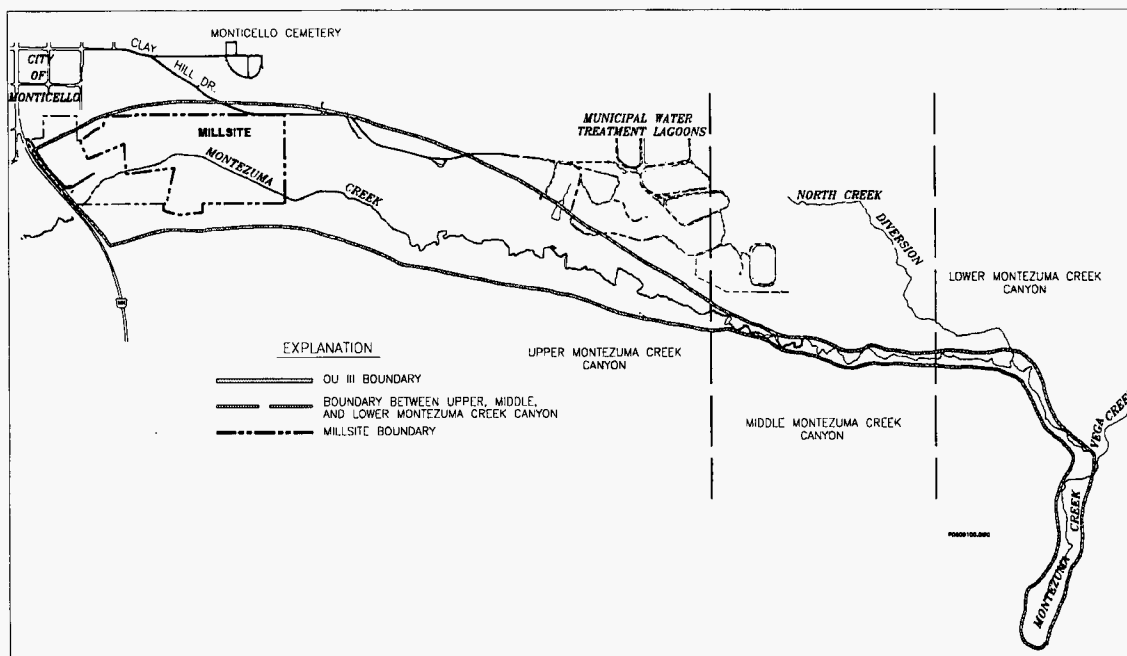 MONTICELLO CEMETERY
CLAY
HILL DR.
CITY
OF
MONTICELLO
MILLSITE
MONTEZUMA
CREEK
MUNICIPAL WATER
TREATMENT LAGOONS
NORTH CREEK
DIVERSION
LOWER MONTEZUMA CREEK
CANYON
UPPER MONTEZUMA CREEK
CANYON
MIDDLE MONTEZUMA CREEK
CANYON
VEGA CREE
MONTEZUMA
CREEK
EXPLANATION
OU III BOUNDARY
BOUNDARY BETWEEN UPPER, MIDDLE,
AND LOWER MONTEZUMA CREEK CANYON
MILLSITE BOUNDARY